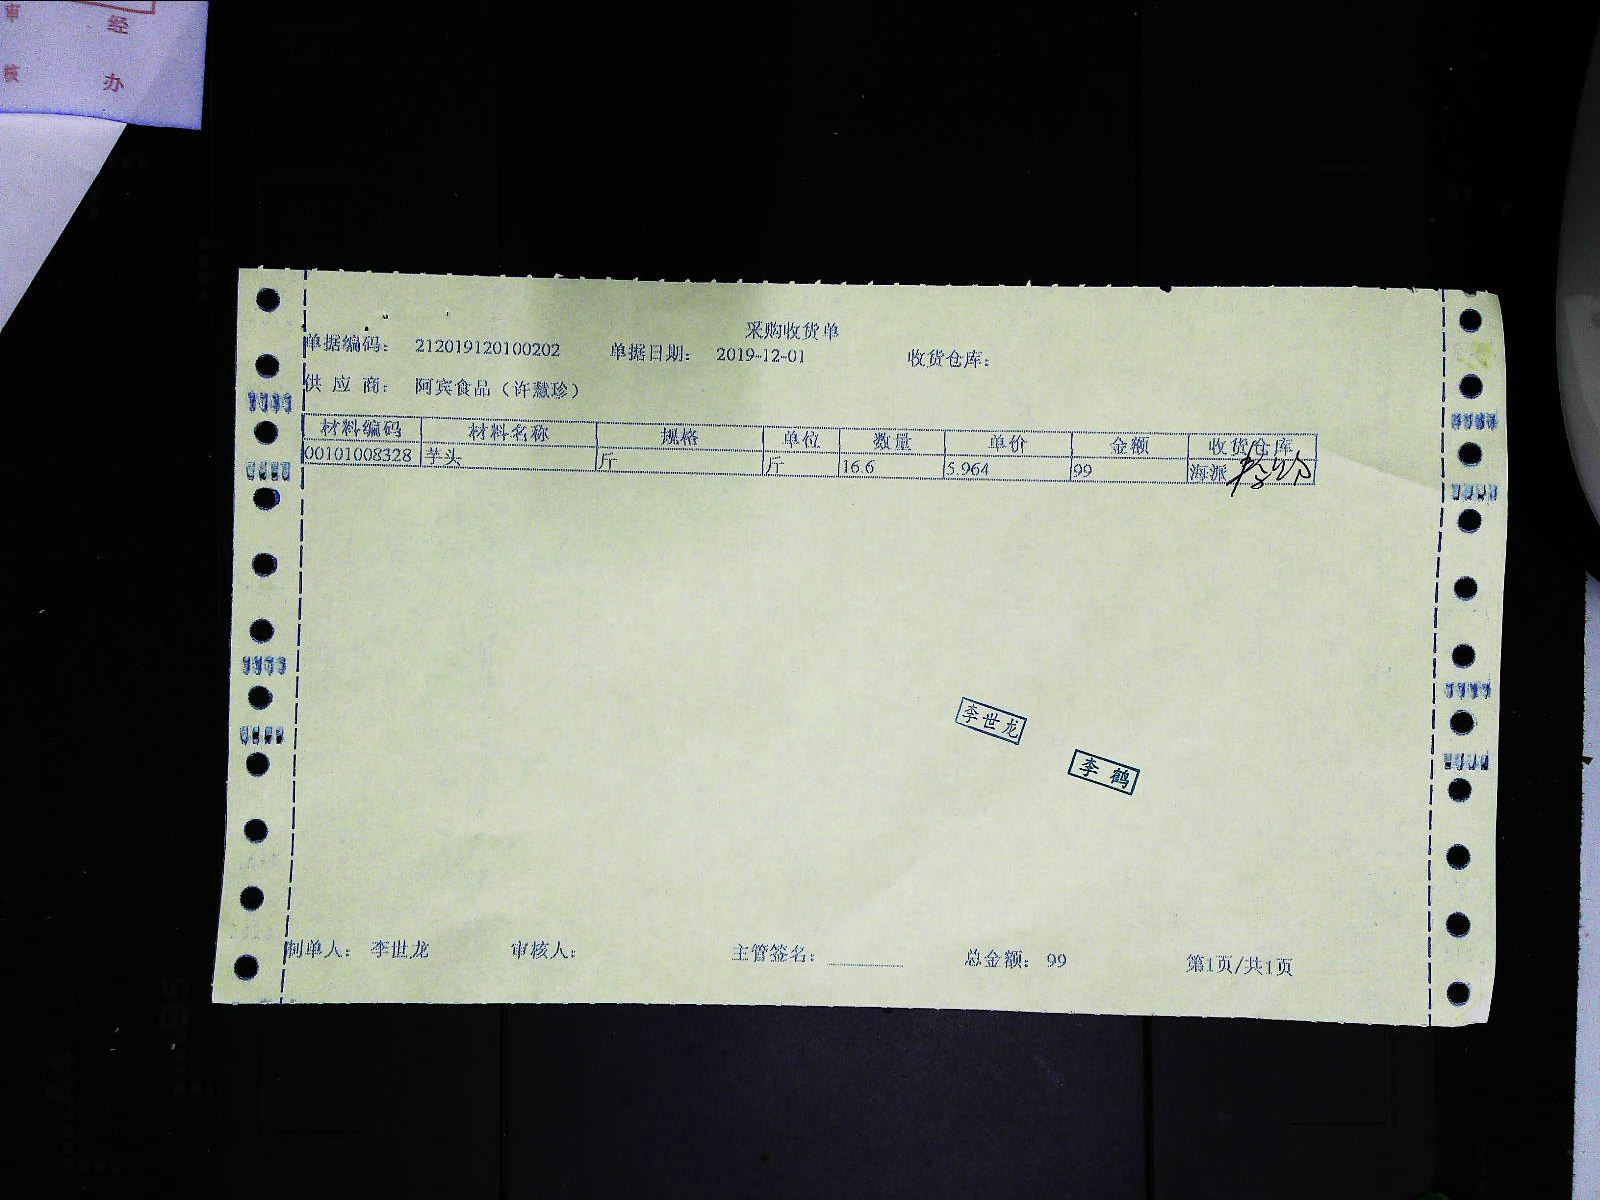 经办
审核
采购收货单
单据编码： 212019120100202 单据日期： 2019-12-01 收货仓库：
供应商： 阿宾食品（许慧珍）
材料编码 材料名称 规格 单位 数量 单价 金额 收货仓库
00101008328 芋头 斤 斤 16.6 5.964 99 海派
李世龙
李鹤
制单人： 李世龙 审核人： 主管签名： 总金额： 99 第1页/共1页